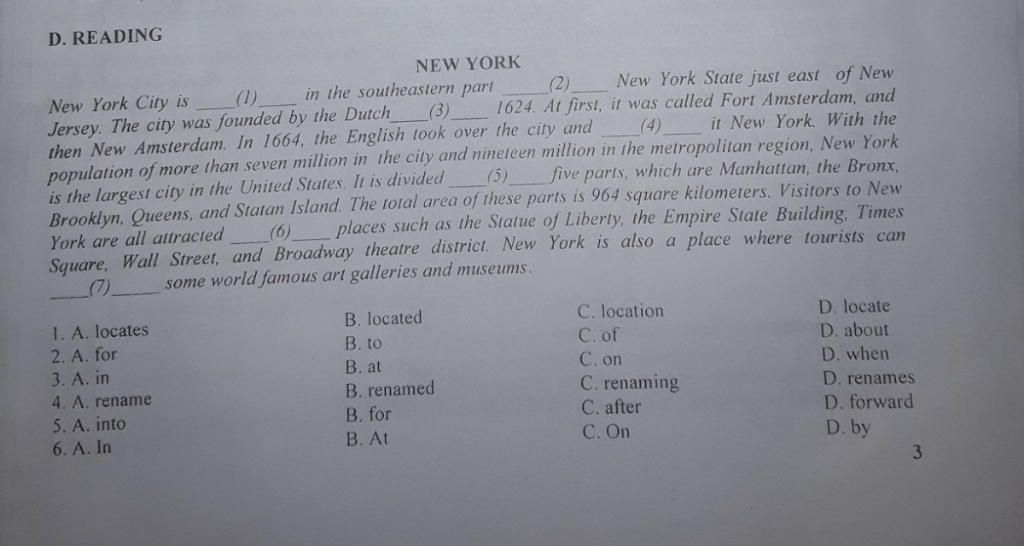 D. READING
NEW YORK
New York City is ____(1)____ in the southeastern part ____(2)____ New York State just east of New
Jersey. The city was founded by the Dutch____(3)____ 1624. At first, it was called Fort Amsterdam, and
then New Amsterdam. In 1664, the English took over the city and ____(4)____ it New York. With the
population of more than seven million in the city and nineteen million in the metropolitan region, New York
is the largest city in the United States. It is divided ____(5)____ five parts, which are Manhattan, the Bronx,
Brooklyn, Queens, and Statan Island. The total area of these parts is 964 square kilometers. Visitors to New
York are all attracted ____(6)____ places such as the Statue of Liberty, the Empire State Building, Times
Square, Wall Street, and Broadway theatre district. New York is also a place where tourists can
____(7)____ some world famous art galleries and museums.
1. A. locates B. located C. location D. locate
2. A. for B. to C. of D. about
3. A. in B. at C. on D. when
4. A. rename B. renamed C. renaming D. renames
5. A. into B. for C. after D. forward
6. A. In B. At C. On D. by
3